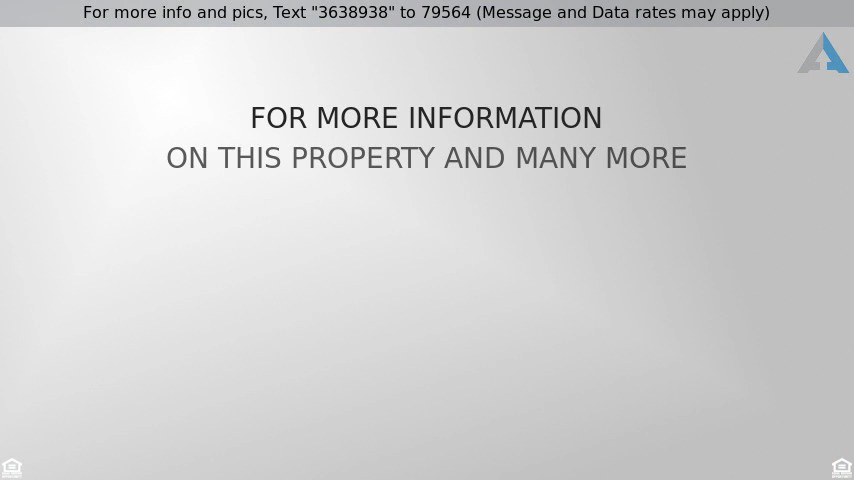 For more info and pics, Text "3638938" to 79564 (Message and Data rates may apply)
FOR MORE INFORMATION
ON THIS PROPERTY AND MANY MORE